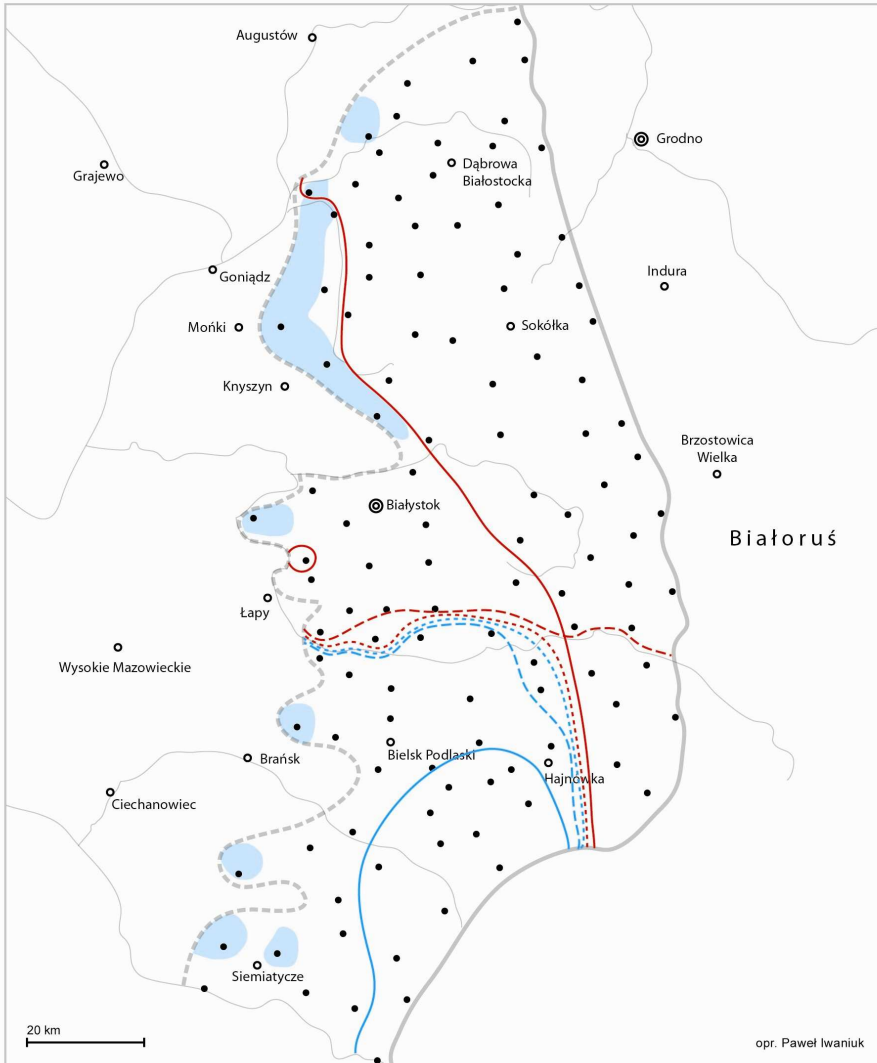 Augustów
Grodno
Grajewo
Dąbrowa
Białostocka
Goniądz
Indura
Mońki
Sokółka
Knyszyn
Brzostowica
Wielka
Białystok
Białoruś
Łapy
Wysokie Mazowieckie
Bielsk Podlaski
Brańsk
Hajnówka
Ciechanowiec
Siemiatycze
20 km
opr. Paweł Iwaniuk